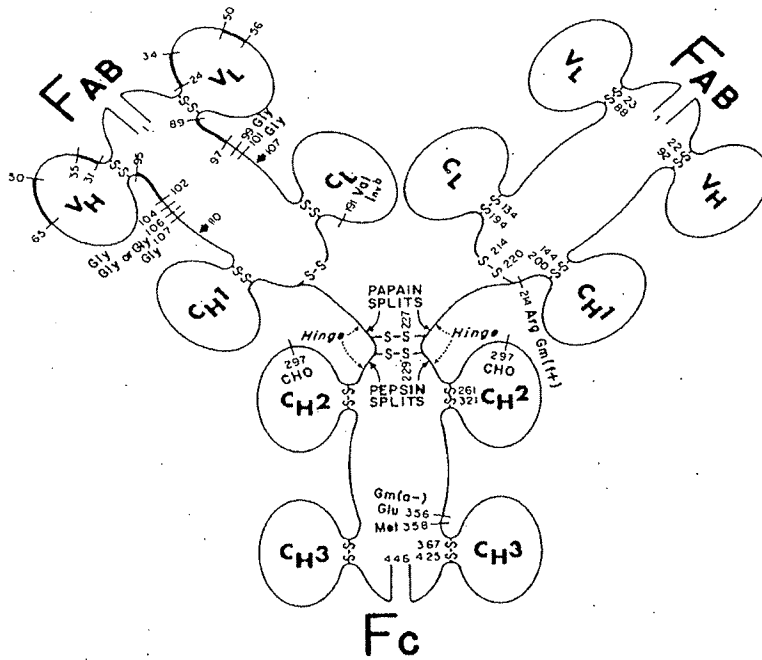 FAB
VL
24
34
50
56
S-S
89
97
99 Gly
101 Gly
107
VH
30
35
31
63
S-S
95
102
104
106
107
110
Gly
Gly or Gly
Gly
CL
S-S
191 Val
Inv b
CH1
S-S
S-S
FAB
VL
S-S
23
88
VH
S-S
22
92
CL
S-S
134
194
214
S-S
220
144
200
S-S
CH1
214 Arg Gm(f+)
PAPAIN
SPLITS
227
Hinge
S-S
Hinge
S-S
229
PEPSIN
SPLITS
297
CHO
CH2
S-S
297
CHO
CH2
S-S
261
321
Gm(a-)
Glu 356
Met 358
CH3
S-S
367
425
S-S
CH3
446
Fc